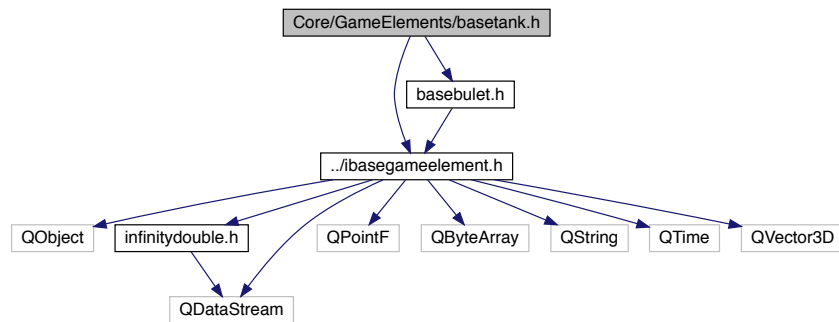 Core/GameElements/basetank.h
basebulet.h
../ibasegameelement.h
QObject
infinitydouble.h
QPointF
QByteArray
QString
QTime
QVector3D
QDataStream